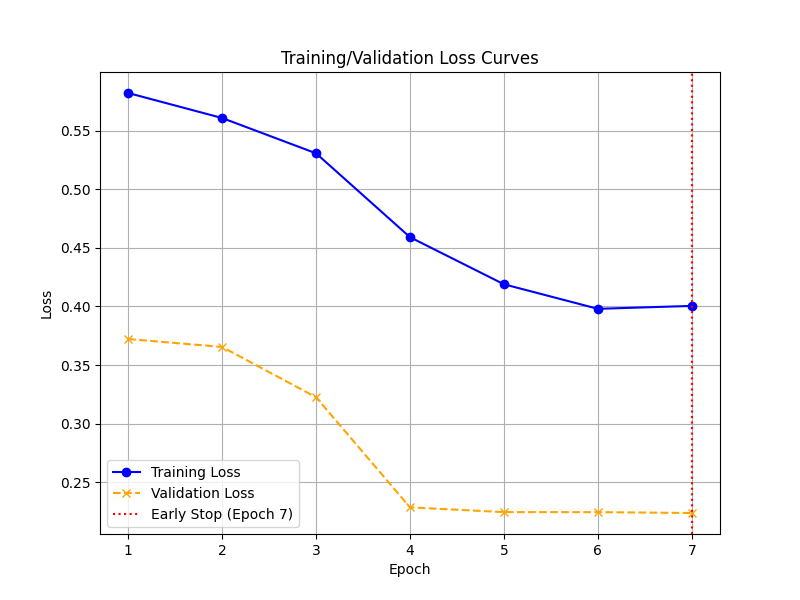 Training/Validation Loss Curves
0.55
0.50
0.45
0.40
0.35
0.30
0.25
Loss
Training Loss
Validation Loss
Early Stop (Epoch 7)
1 2 3 4 5 6 7
Epoch